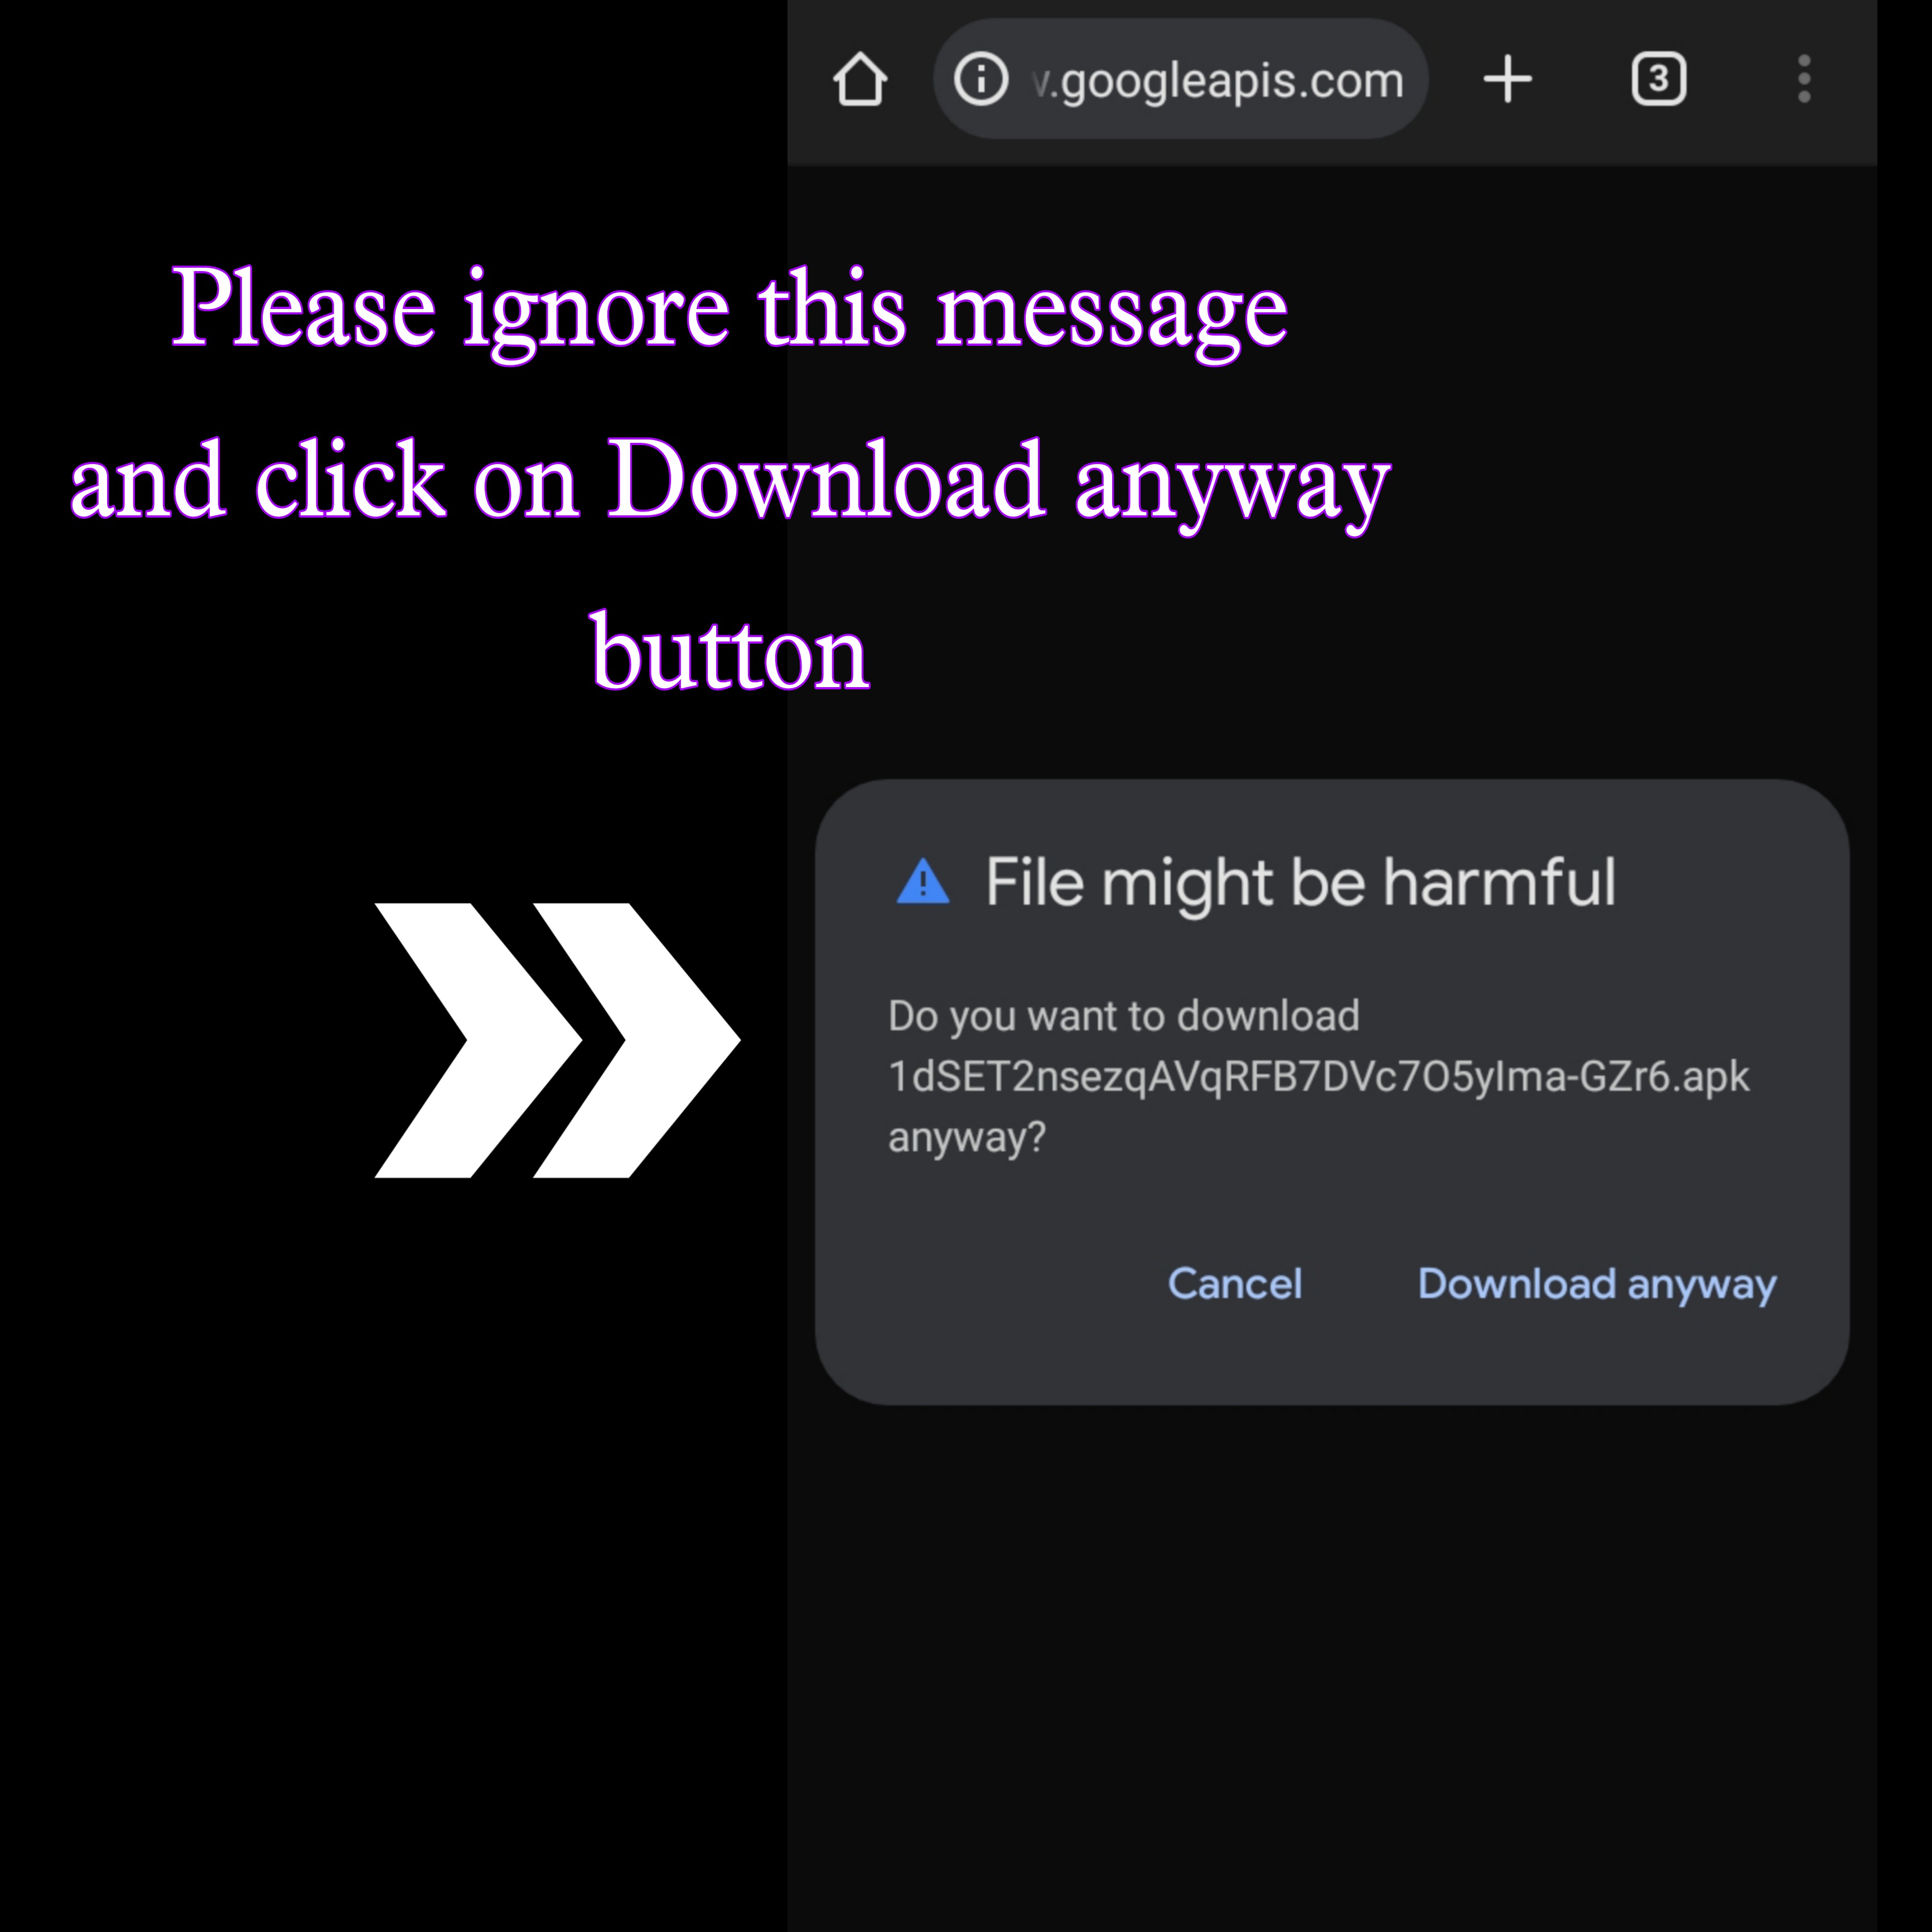 v.googleapis.com
3
Please ignore this message
and click on Download anyway
button
File might be harmful
Do you want to download
1dSET2nsezqAVqRFB7DVc7O5yIma-GZr6.apk
anyway?
Cancel
Download anyway